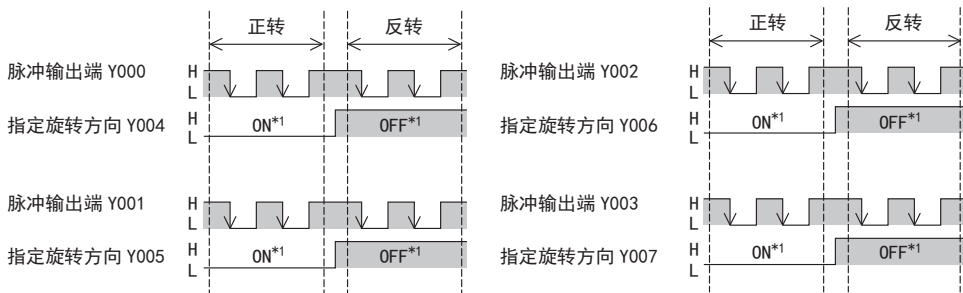 正转 反转
脉冲输出端 Y000 H L
指定旋转方向 Y004 H L ON*1 OFF*1
脉冲输出端 Y001 H L
指定旋转方向 Y005 H L ON*1 OFF*1
正转 反转
脉冲输出端 Y002 H L
指定旋转方向 Y006 H L ON*1 OFF*1
脉冲输出端 Y003 H L
指定旋转方向 Y007 H L ON*1 OFF*1